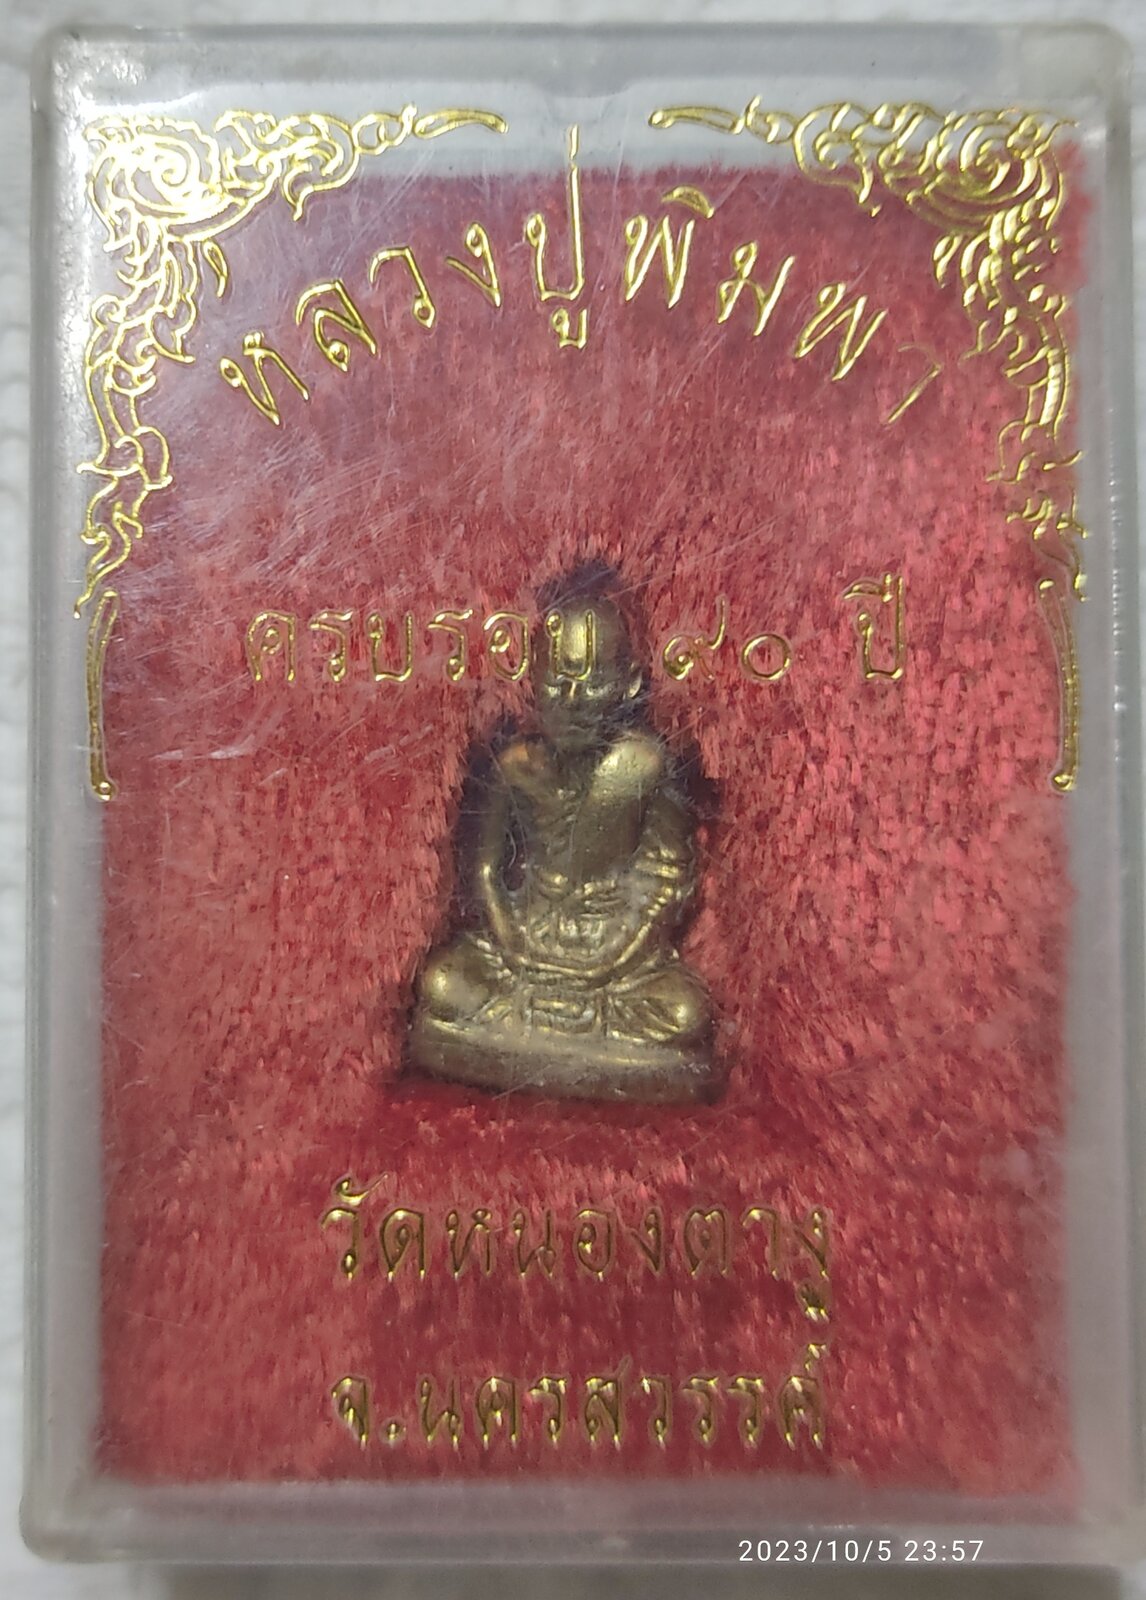 หลวงปู่พิมพา
ครบรอบ ๙๐ ปี
วัดหนองตางู
จ.นครสวรรค์
2023/10/5 23:57